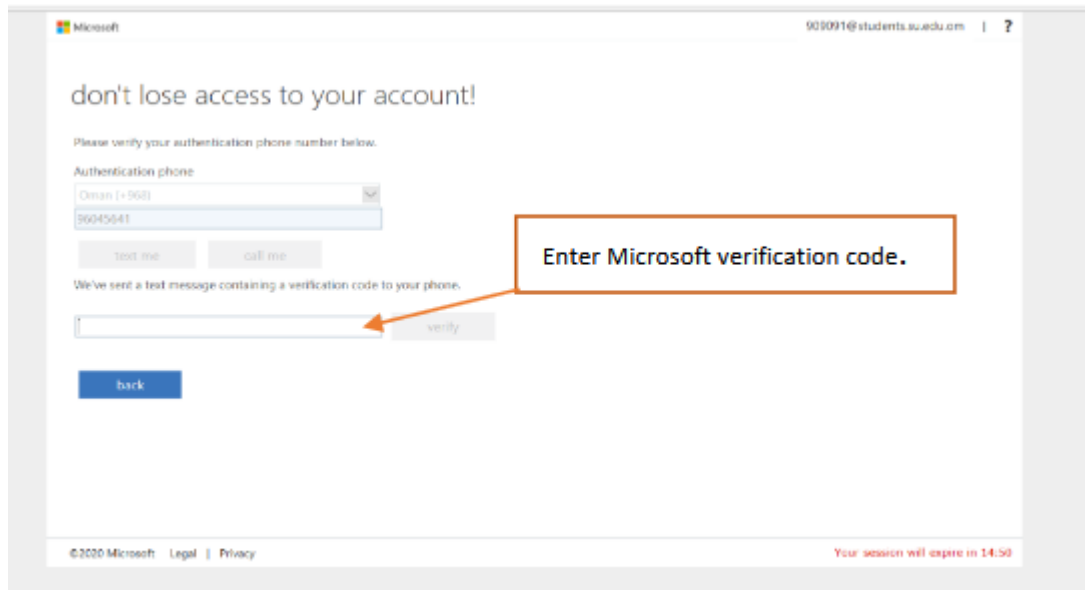 Microsoft 909091@students.su.edu.om | ?
don't lose access to your account!
Please verify your authentication phone number below.
Authentication phone
Oman (+968)
96045641
text me call me
Enter Microsoft verification code.
We've sent a text message containing a verification code to your phone.
verify
back
©2020 Microsoft Legal | Privacy Your session will expire in 14:50